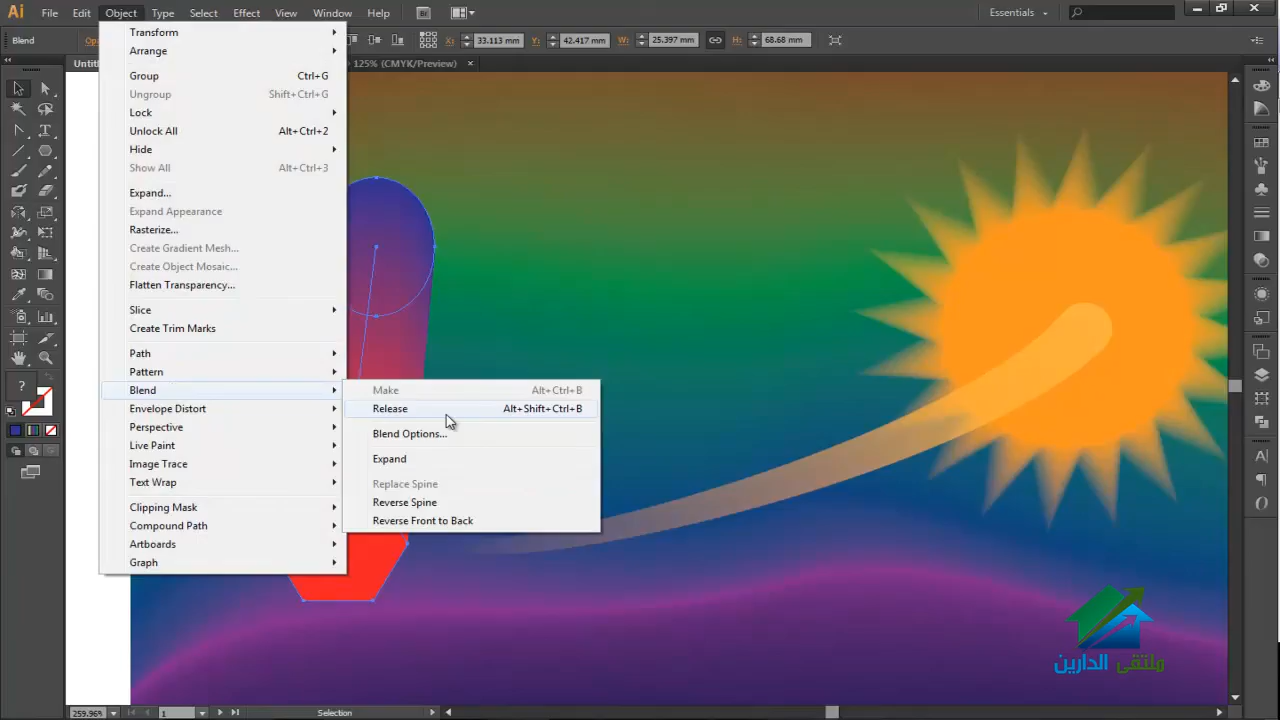 Ai File Edit Object Type Select Effect View Window Help Br Essentials
Blend X: 33.113 mm Y: 42.417 mm W: 25.397 mm H: 68.68 mm
125% (CMYK/Preview) ×
Transform
Arrange
Group Ctrl+G
Ungroup Shift+Ctrl+G
Lock
Unlock All Alt+Ctrl+2
Hide
Show All Alt+Ctrl+3
Expand...
Expand Appearance
Rasterize...
Create Gradient Mesh...
Create Object Mosaic...
Flatten Transparency...
Slice
Create Trim Marks
Path
Pattern
Blend
Envelope Distort
Perspective
Live Paint
Image Trace
Text Wrap
Clipping Mask
Compound Path
Artboards
Graph
Make Alt+Ctrl+B
Release Alt+Shift+Ctrl+B
Blend Options...
Expand
Replace Spine
Reverse Spine
Reverse Front to Back
?
ملتقى الدارين
259.96% 1 Selection